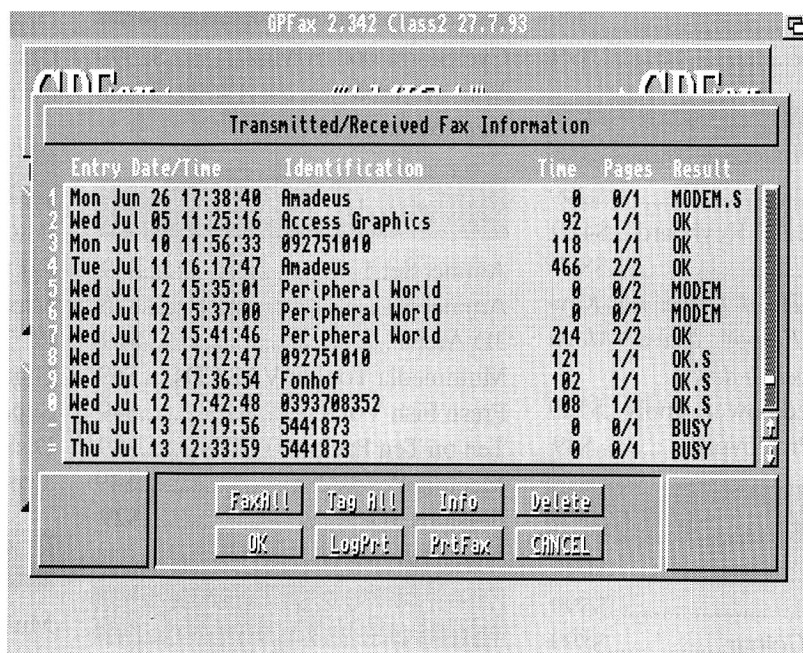 GPFax 2.342 Class2 27.7.93
Transmitted/Received Fax Information
Entry Date/Time Identification Time Pages Result
1 Mon Jun 26 17:38:40 Amadeus 0 0/1 MODEM.S
2 Wed Jul 05 11:25:16 Access Graphics 92 1/1 OK
3 Mon Jul 10 11:56:33 092751010 118 1/1 OK
4 Tue Jul 11 16:17:47 Amadeus 466 2/2 OK
5 Wed Jul 12 15:35:01 Peripheral World 0 0/2 MODEM
6 Wed Jul 12 15:37:00 Peripheral World 0 0/2 MODEM
7 Wed Jul 12 15:41:46 Peripheral World 214 2/2 OK
8 Wed Jul 12 17:12:47 092751010 121 1/1 OK.S
9 Wed Jul 12 17:36:54 Fonhof 102 1/1 OK.S
0 Wed Jul 12 17:42:48 0393708352 108 1/1 OK.S
- Thu Jul 13 12:19:56 5441873 0 0/1 BUSY
= Thu Jul 13 12:33:59 5441873 0 0/1 BUSY
FaxAll Tag All Info Delete
OK LogPrt PrtFax CANCEL